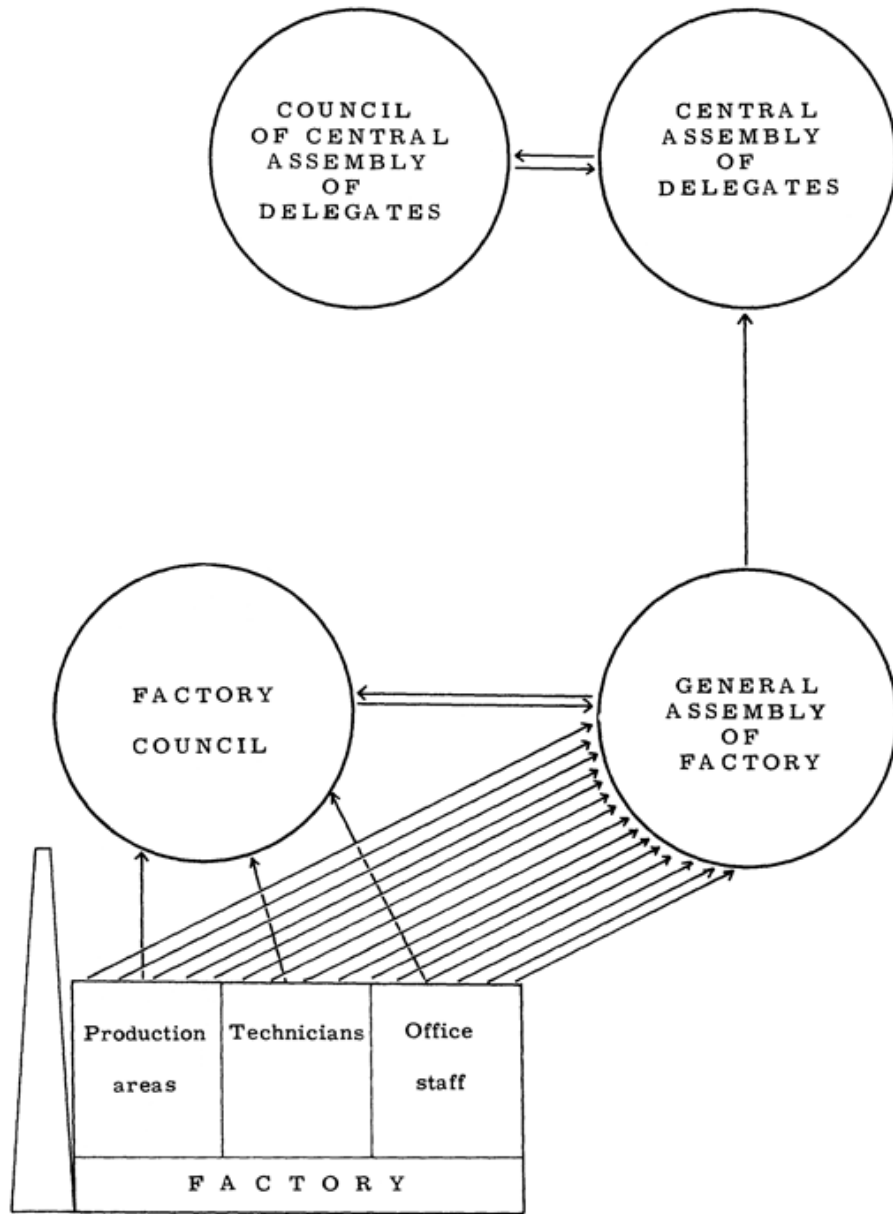 COUNCIL
OF CENTRAL
ASSEMBLY
OF
DELEGATES
CENTRAL
ASSEMBLY
OF
DELEGATES
FACTORY
COUNCIL
GENERAL
ASSEMBLY
OF
FACTORY
Production
areas
Technicians
Office
staff
FACTORY